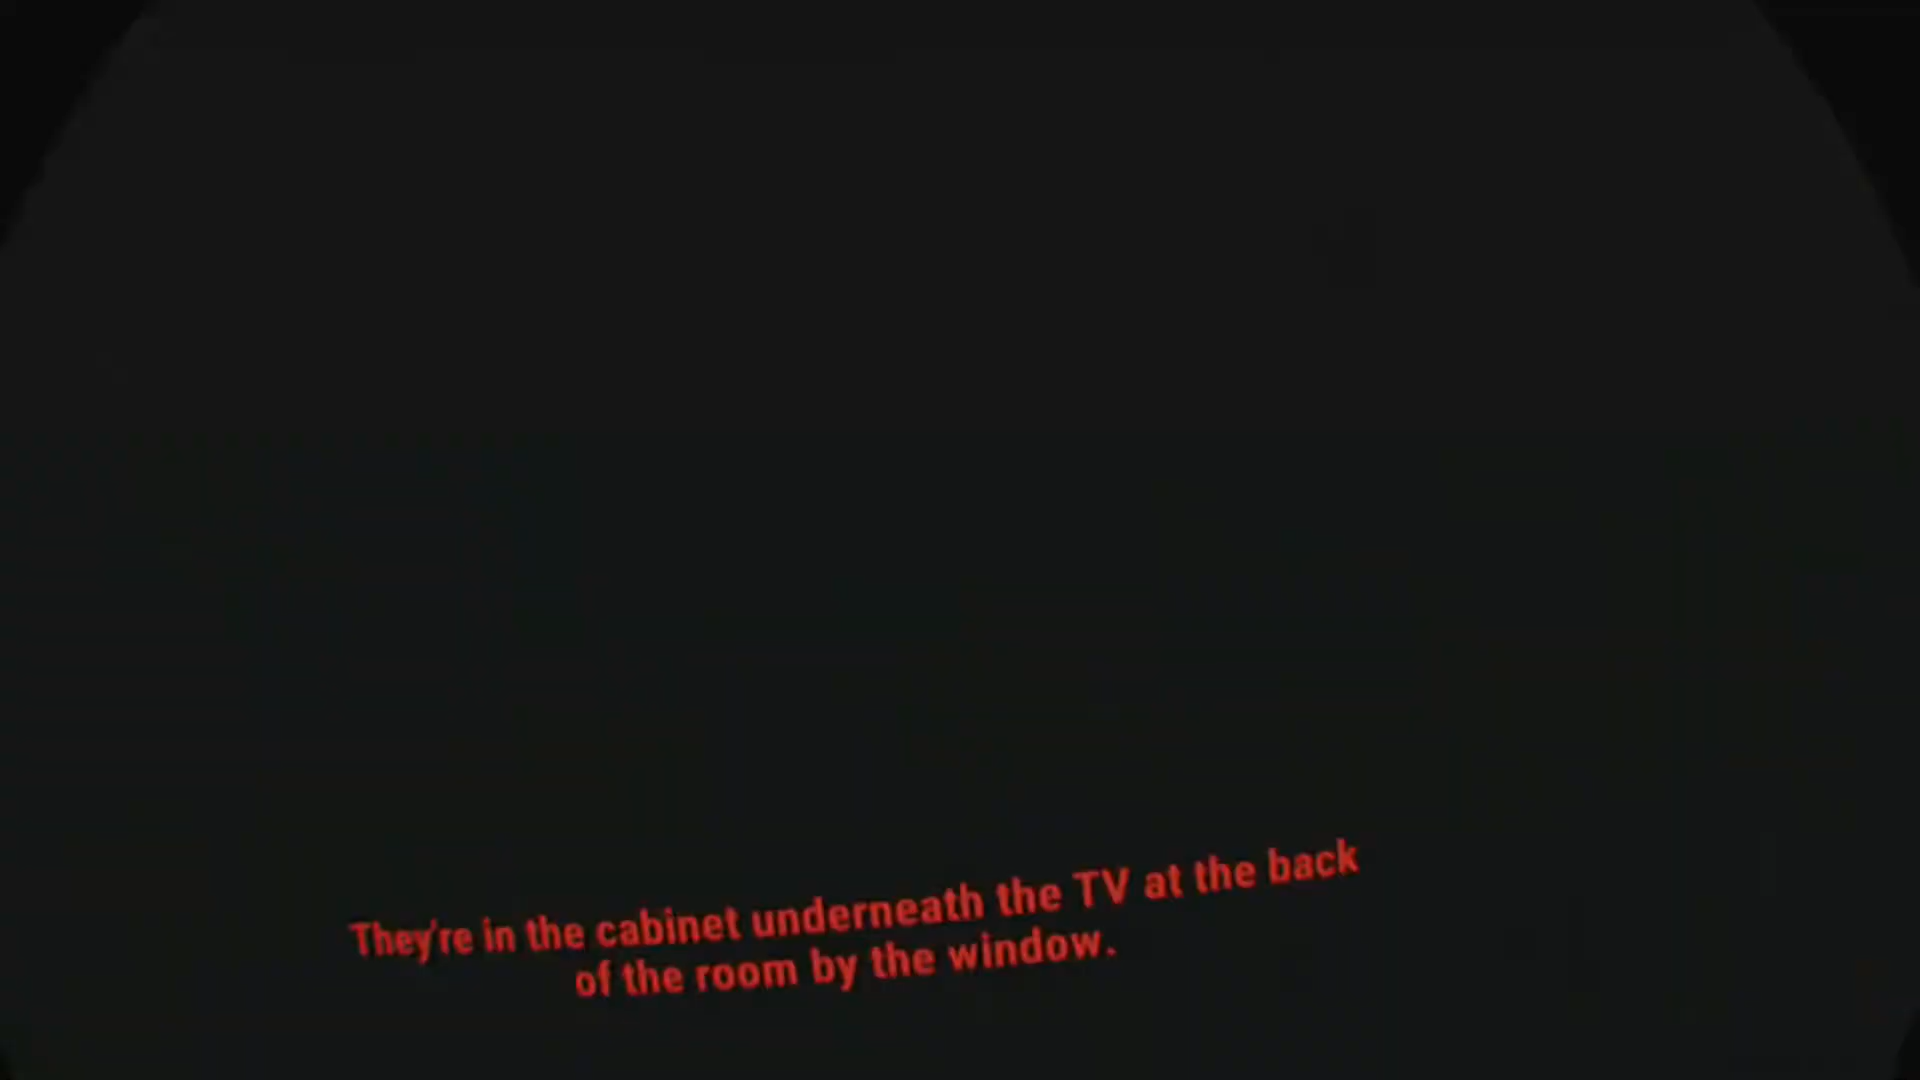 They're in the cabinet underneath the TV at the back
of the room by the window.